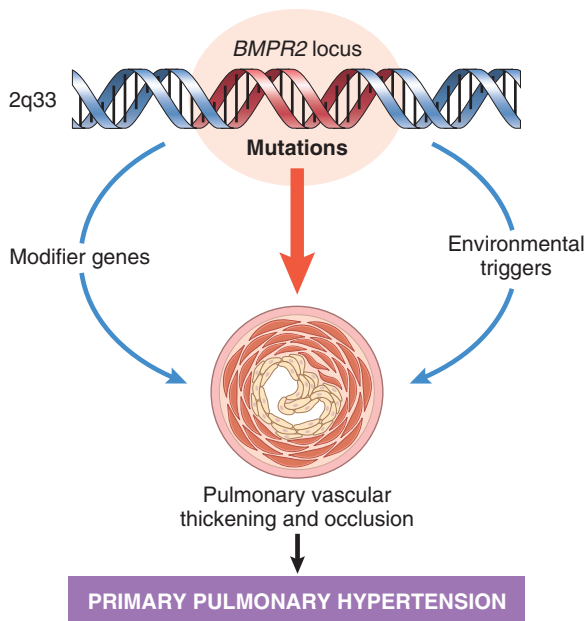 BMPR2 locus
2q33
Mutations
Modifier genes
Environmental
triggers
Pulmonary vascular
thickening and occlusion
PRIMARY PULMONARY HYPERTENSION